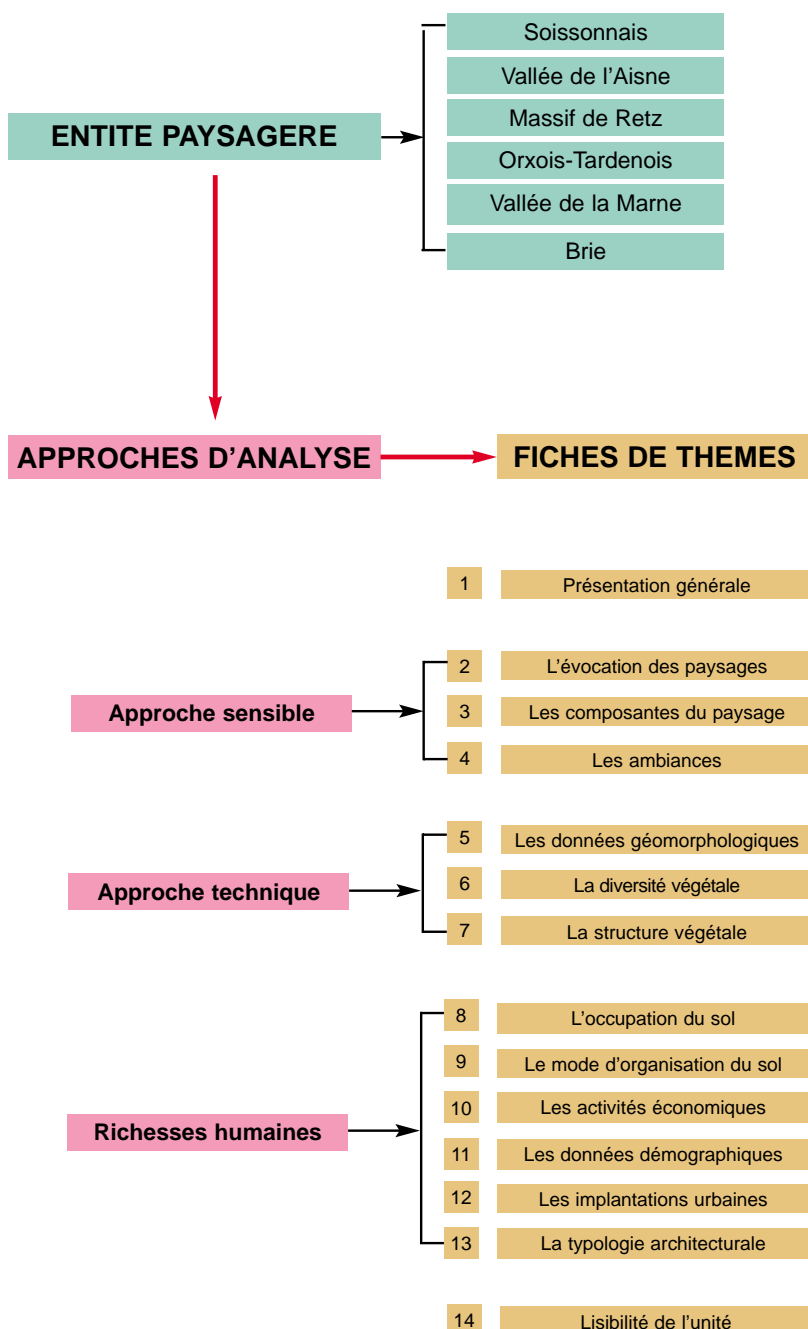 Soissonnais
Vallée de l'Aisne
ENTITE PAYSAGERE
Massif de Retz
Orxois-Tardenois
Vallée de la Marne
Brie
APPROCHES D'ANALYSE
FICHES DE THEMES
1 Présentation générale
2 L'évocation des paysages
Approche sensible
3 Les composantes du paysage
4 Les ambiances
5 Les données géomorphologiques
Approche technique
6 La diversité végétale
7 La structure végétale
8 L'occupation du sol
9 Le mode d'organisation du sol
10 Les activités économiques
Richesses humaines
11 Les données démographiques
12 Les implantations urbaines
13 La typologie architecturale
14 Lisibilité de l'unité